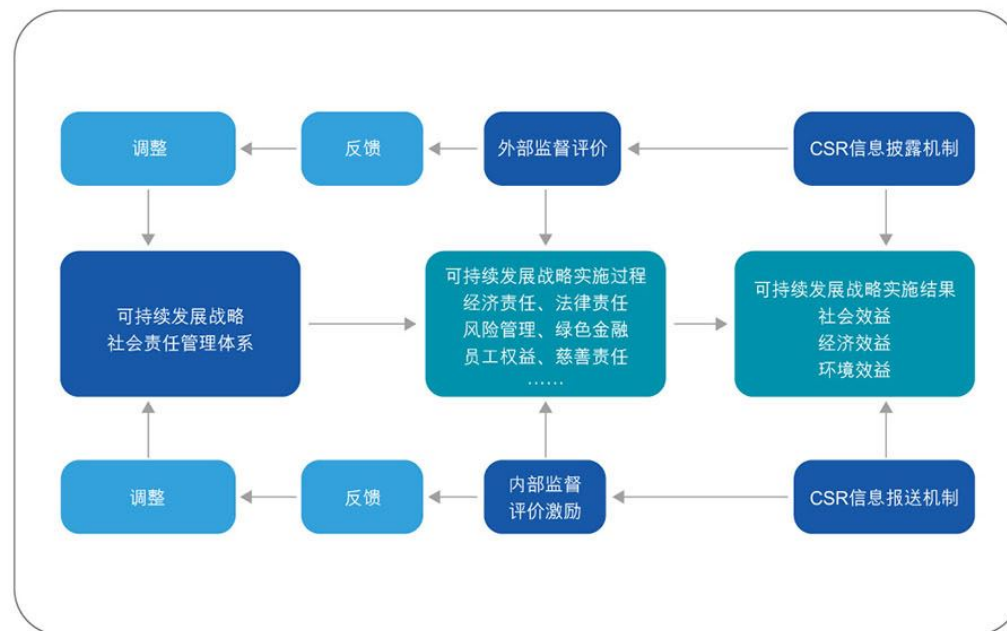 调整
反馈
外部监督评价
CSR信息披露机制
可持续发展战略
社会责任管理体系
可持续发展战略实施过程
经济责任、法律责任
风险管理、绿色金融
员工权益、慈善责任
……
可持续发展战略实施结果
社会效益
经济效益
环境效益
调整
反馈
内部监督
评价激励
CSR信息报送机制